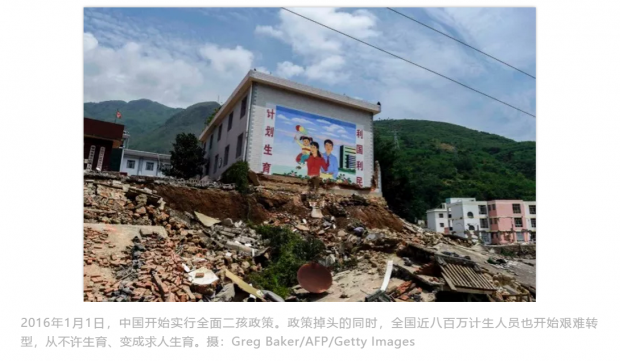 计划生育
利国利民
2016年1月1日，中国开始实行全面二孩政策。政策掉头的同时，全国近八百万计生人员也开始艰难转
型，从不许生育、变成求人生育。摄：Greg Baker/AFP/Getty Images